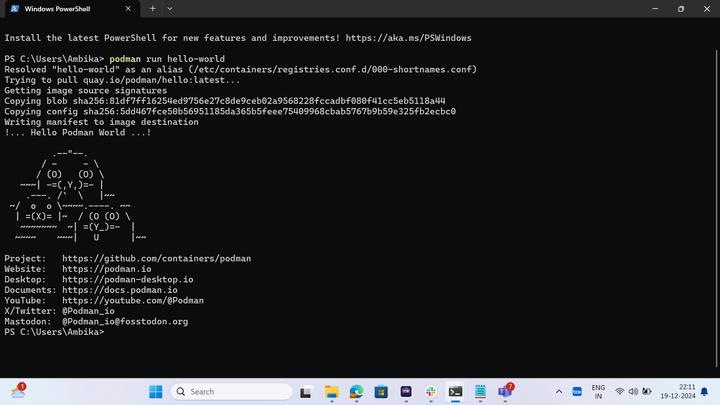 Windows PowerShell
Install the latest PowerShell for new features and improvements! https://aka.ms/PSWindows
PS C:\Users\Ambika> podman run hello-world
Resolved "hello-world" as an alias (/etc/containers/registries.conf.d/000-shortnames.conf)
Trying to pull quay.io/podman/hello:latest...
Getting image source signatures
Copying blob sha256:81df7ff16254ed9756e27c8de9ceb02a9568228fccadbf080f41cc5eb5118a44
Copying config sha256:5dd467fce50b56951185da365b5feee75409968cbab5767b9b59e325fb2ecbc0
Writing manifest to image destination
!... Hello Podman World ...!
         .--"--.
       / -     - \
      / (O)   (O) \
   ~~~| -=(,Y,)=- |
    .---. /`  \   |~~
 ~/  o  o \~~~~.----. ~~
  | =(X)= |~  / (O (O) \
   ~~~~~~~  ~| =(Y_)=-  |
  ~~~~    ~~~|   U      |~~
Project:   https://github.com/containers/podman
Website:   https://podman.io
Desktop:   https://podman-desktop.io
Documents: https://docs.podman.io
YouTube:   https://youtube.com/@Podman
X/Twitter: @Podman_io
Mastodon:  @Podman_io@fosstodon.org
PS C:\Users\Ambika>
1
Search
7
ENG
IN
22:11
19-12-2024